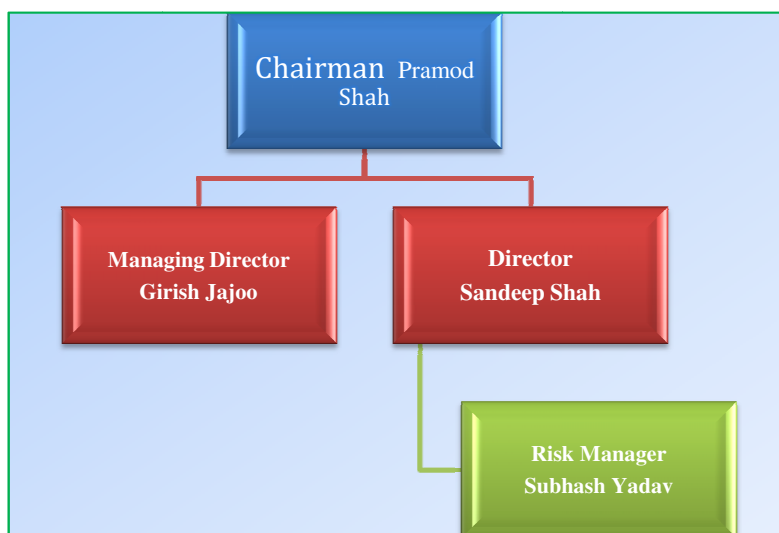 Chairman Pramod
Shah
Managing Director
Girish Jajoo
Director
Sandeep Shah
Risk Manager
Subhash Yadav